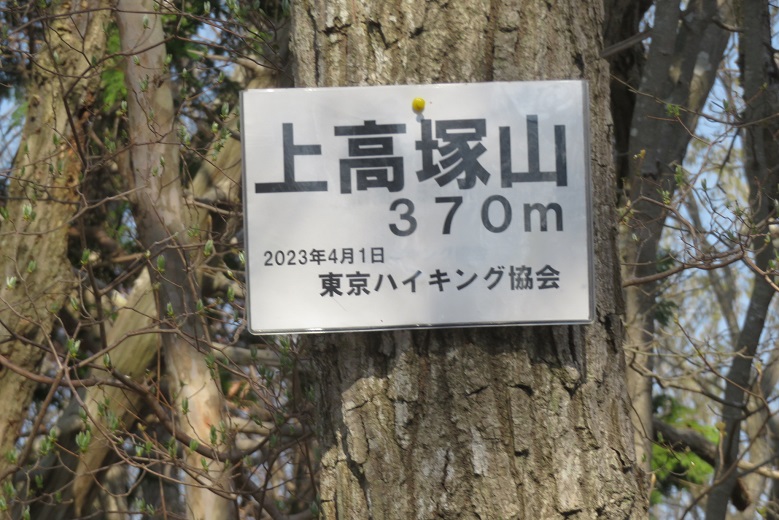 上高塚山
３７０ｍ
2023年4月1日
東京ハイキング協会